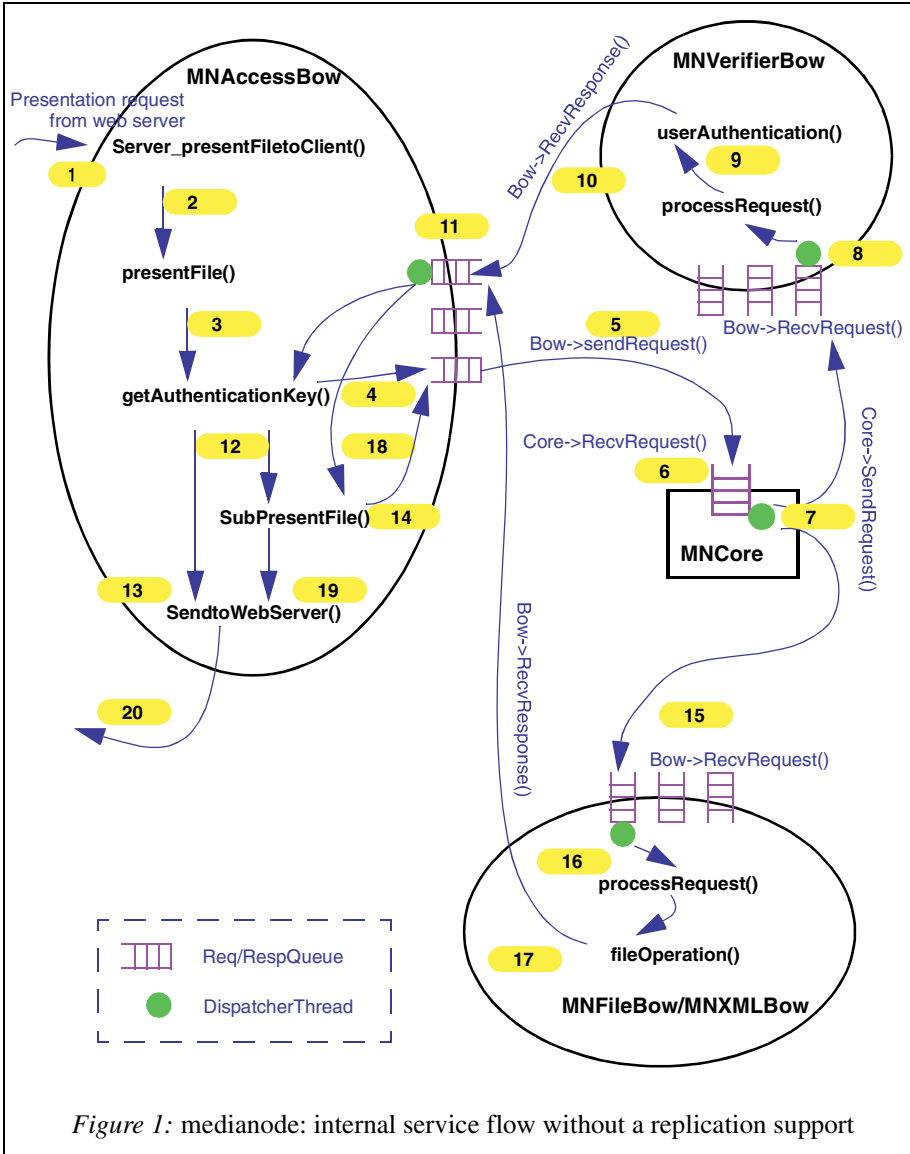 MNAccessBow
MNVerifierBow
Presentation request
from web server
Bow->RecvResponse()
userAuthentication()
Server_presentFiletoClient()
1
9
10
2
processRequest()
11
8
presentFile()
3
5
Bow->RecvRequest()
Bow->sendRequest()
getAuthenticationKey()
4
12
18
Core->RecvRequest()
6
Core->SendRequest()
SubPresentFile()
14
7
MNCore
13
19
SendtoWebServer()
Bow->RecvResponse()
20
15
Bow->RecvRequest()
16
processRequest()
17
fileOperation()
Req/RespQueue
DispatcherThread
MNFileBow/MNXMLBow
Figure 1: medianode: internal service flow without a replication support